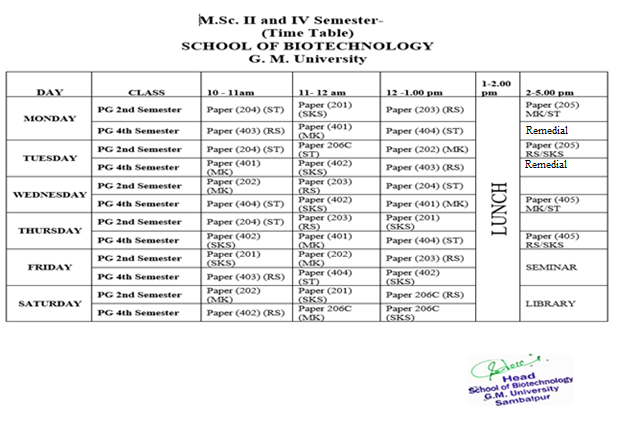 M.Sc. II and IV Semester-
(Time Table)
SCHOOL OF BIOTECHNOLOGY
G. M. University
DAY CLASS 10 - 11am 11- 12 am 12 -1.00 pm 1-2.00 pm 2-5.00 pm
MONDAY PG 2nd Semester Paper (204) (ST) Paper (201) (SKS) Paper (203) (RS) Paper (205) MK/ST
PG 4th Semester Paper (403) (RS) Paper (401) (MK) Paper (404) (ST) Remedial
TUESDAY PG 2nd Semester Paper (204) (ST) Paper 206C (ST) Paper (202) (MK) Paper (205) RS/SKS
PG 4th Semester Paper (401) (MK) Paper (402) (SKS) Paper (403) (RS) Remedial
WEDNESDAY PG 2nd Semester Paper (202) (MK) Paper (203) (RS) Paper (204) (ST)
PG 4th Semester Paper (404) (ST) Paper (402) (SKS) Paper (401) (MK) Paper (405) MK/ST
LUNCH
THURSDAY PG 2nd Semester Paper (204) (ST) Paper (203) (RS) Paper (201) (SKS)
PG 4th Semester Paper (402) (SKS) Paper (401) (MK) Paper (404) (ST) Paper (405) RS/SKS
FRIDAY PG 2nd Semester Paper (201) (SKS) Paper (202) (MK) Paper (203) (RS) SEMINAR
PG 4th Semester Paper (403) (RS) Paper (404) (ST) Paper (402) (SKS)
SATURDAY PG 2nd Semester Paper (202) (MK) Paper (201) (SKS) Paper 206C (RS) LIBRARY
PG 4th Semester Paper (402) (RS) Paper 206C (MK) Paper 206C (SKS)
Head
School of Biotechnology
G.M. University
Sambalpur